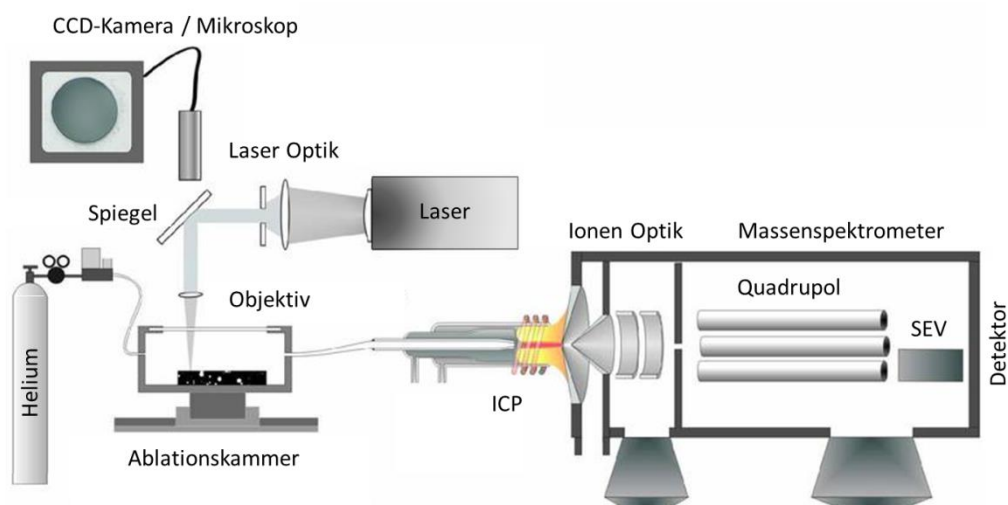 CCD-Kamera / Mikroskop
Laser Optik
Spiegel
Laser
Ionen Optik
Massenspektrometer
Objektiv
Quadrupol
SEV
Detektor
Helium
ICP
Ablationskammer